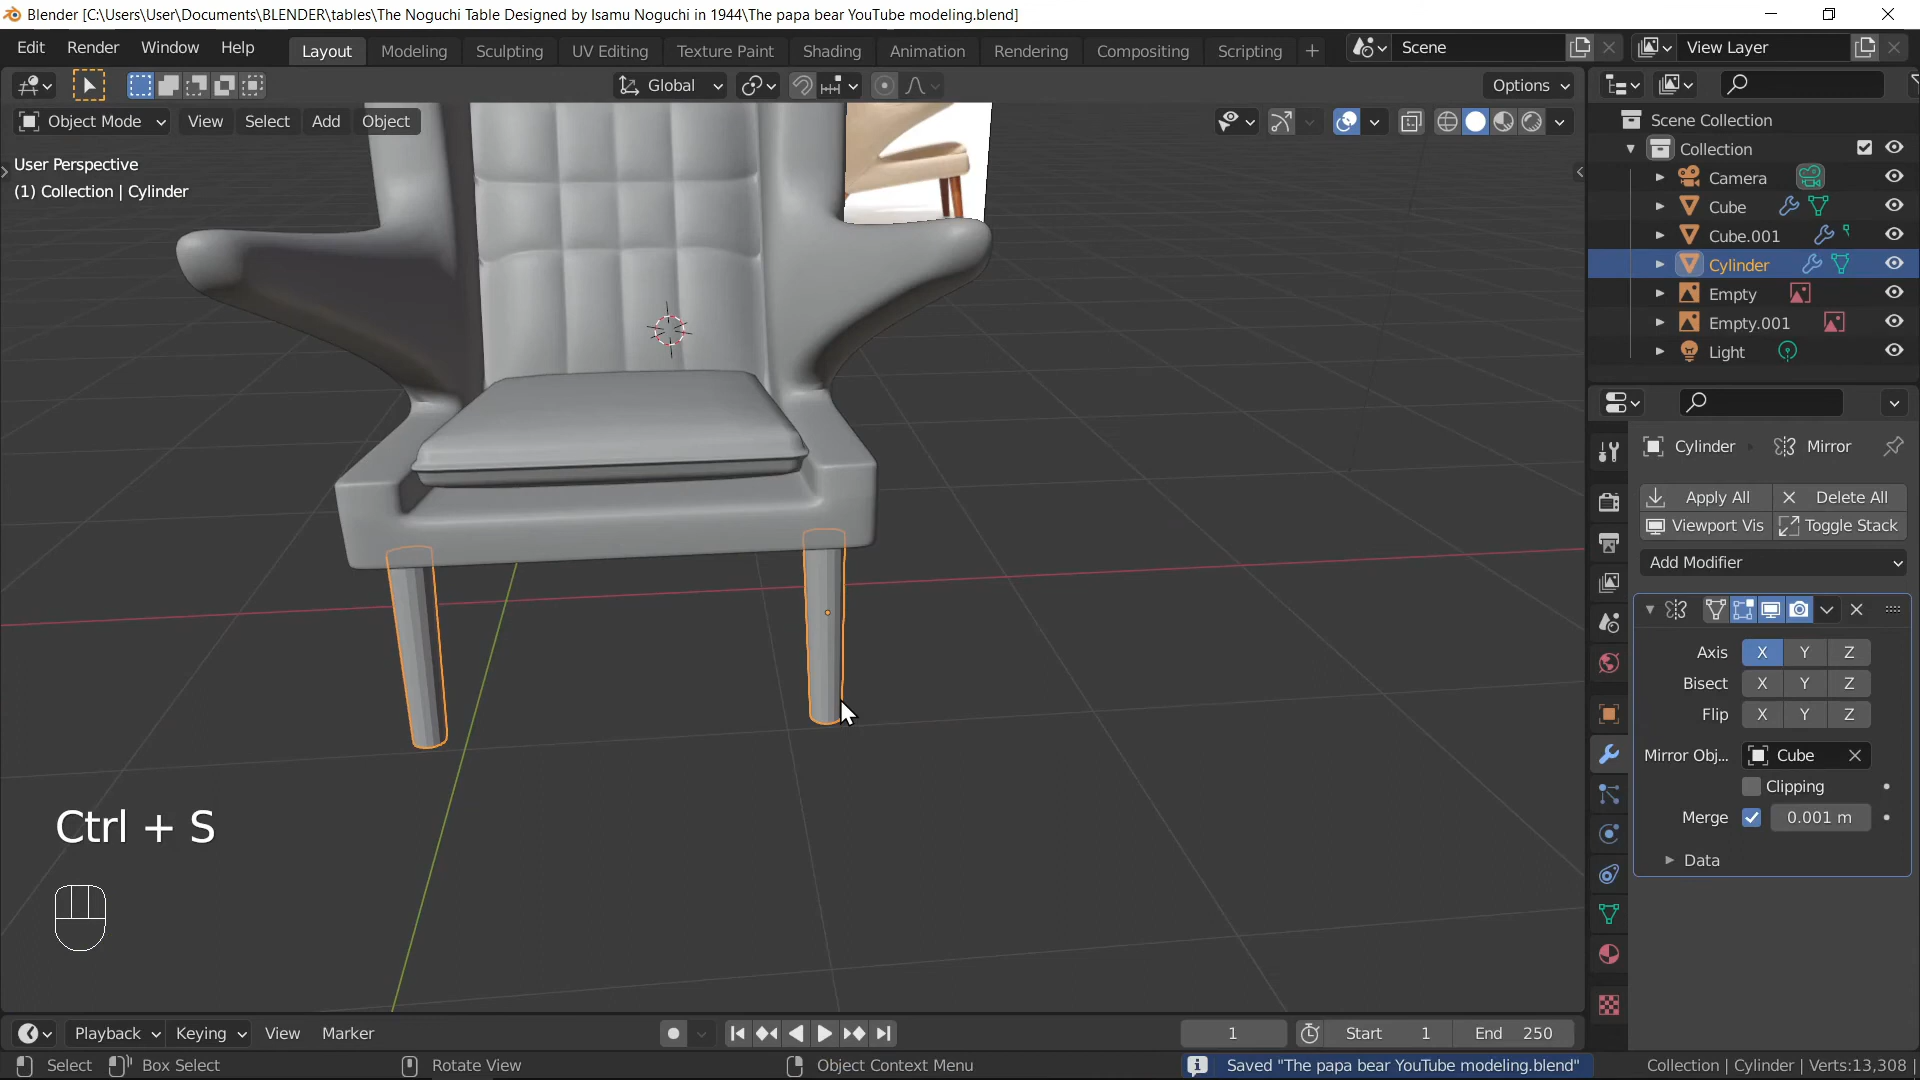 Blender [C:\Users\User\Documents\BLENDER\tables\The Noguchi Table Designed by Isamu Noguchi in 1944\The papa bear YouTube modeling.blend]
Edit Render Window Help Layout Modeling Sculpting UV Editing Texture Paint Shading Animation Rendering Compositing Scripting + Scene View Layer
Global Options
Object Mode View Select Add Object
User Perspective
(1) Collection | Cylinder
Scene Collection
Collection
Camera
Cube
Cube.001
Cylinder
Empty
Empty.001
Light
Cylinder Mirror
Apply All Delete All
Viewport Vis Toggle Stack
Add Modifier
Axis X Y Z
Bisect X Y Z
Flip X Y Z
Mirror Obj... Cube
Clipping
Merge 0.001 m
Data
Ctrl + S
Playback Keying View Marker 1 Start 1 End 250
Select Box Select Rotate View Object Context Menu Saved "The papa bear YouTube modeling.blend" Collection | Cylinder | Verts:13,308 |